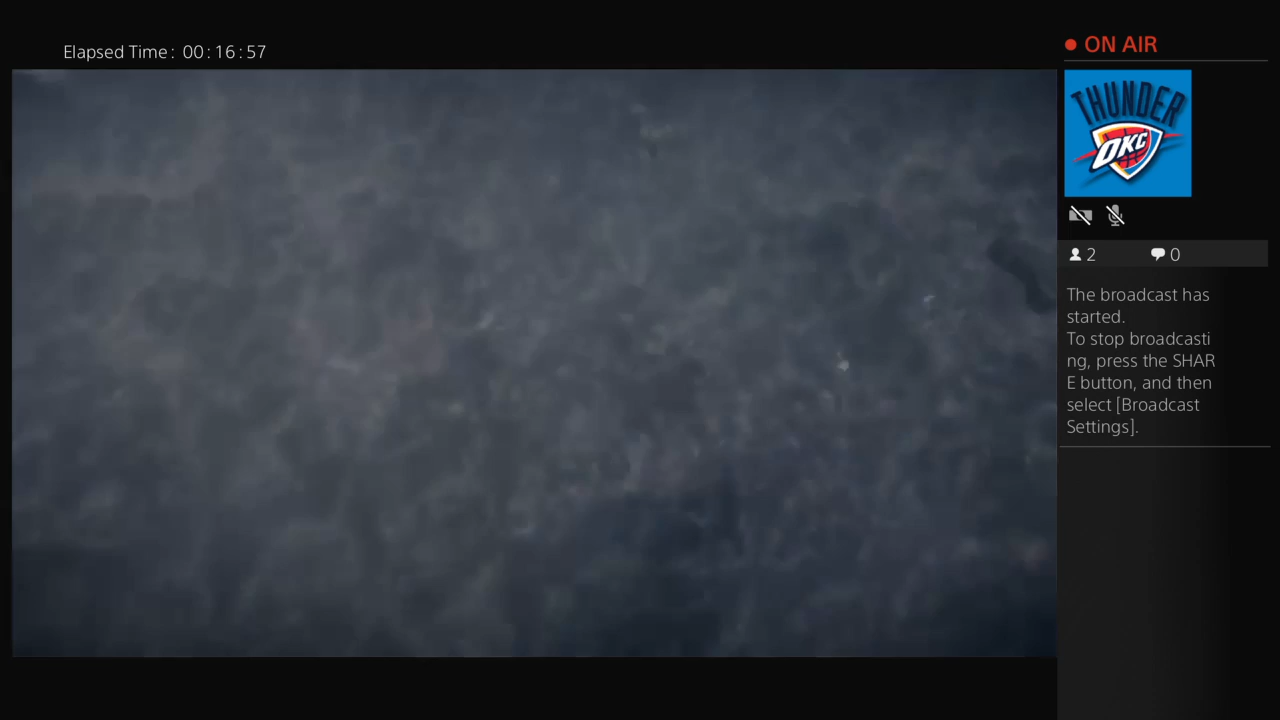 Elapsed Time: 00:16:57
ON AIR
THUNDER
OKC
2
0
The broadcast has
started.
To stop broadcasti
ng, press the SHAR
E button, and then
select [Broadcast
Settings].